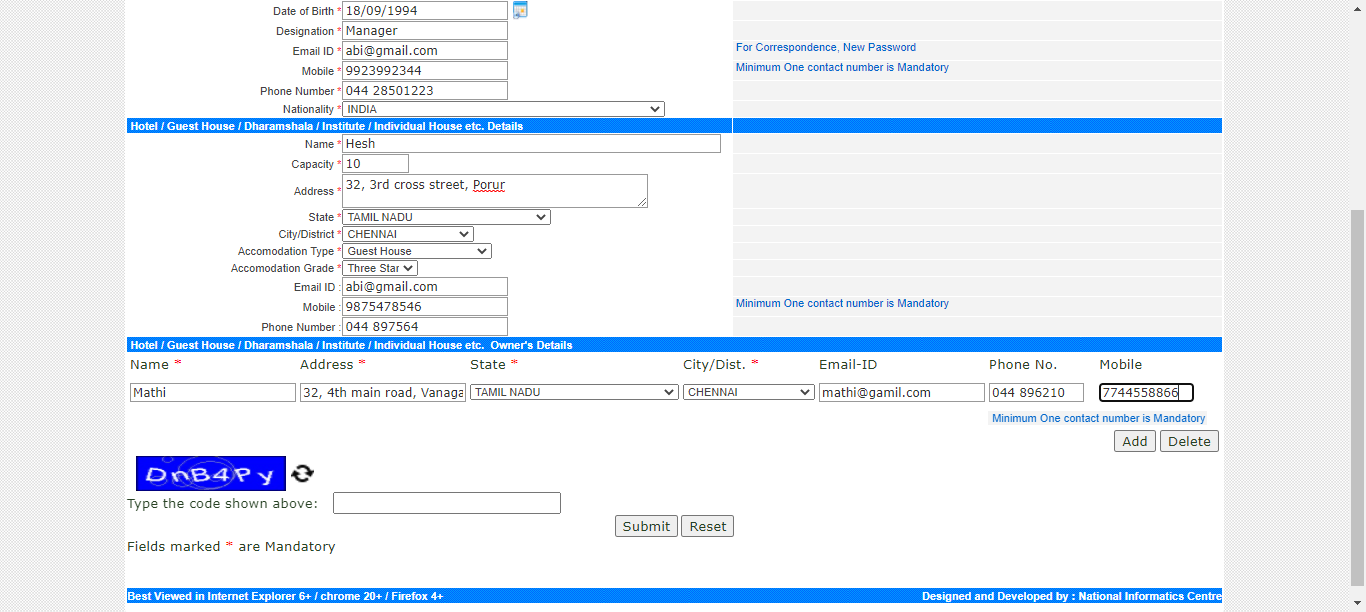 Date of Birth * 18/09/1994
Designation * Manager
Email ID * abi@gmail.com For Correspondence, New Password
Mobile * 9923992344 Minimum One contact number is Mandatory
Phone Number * 044 28501223
Nationality * INDIA
Hotel / Guest House / Dharamshala / Institute / Individual House etc. Details
Name * Hesh
Capacity * 10
Address * 32, 3rd cross street, Porur
State * TAMIL NADU
City/District * CHENNAI
Accomodation Type * Guest House
Accomodation Grade * Three Star
Email ID : abi@gmail.com
Mobile : 9875478546 Minimum One contact number is Mandatory
Phone Number : 044 897564
Hotel / Guest House / Dharamshala / Institute / Individual House etc. Owner's Details
Name * Address * State * City/Dist. * Email-ID Phone No. Mobile
Mathi 32, 4th main road, Vanaga TAMIL NADU CHENNAI mathi@gamil.com 044 896210 7744558866
Minimum One contact number is Mandatory
Add Delete
DnB4Py
Type the code shown above:
Submit Reset
Fields marked * are Mandatory
Best Viewed in Internet Explorer 6+ / chrome 20+ / Firefox 4+ Designed and Developed by : National Informatics Centre